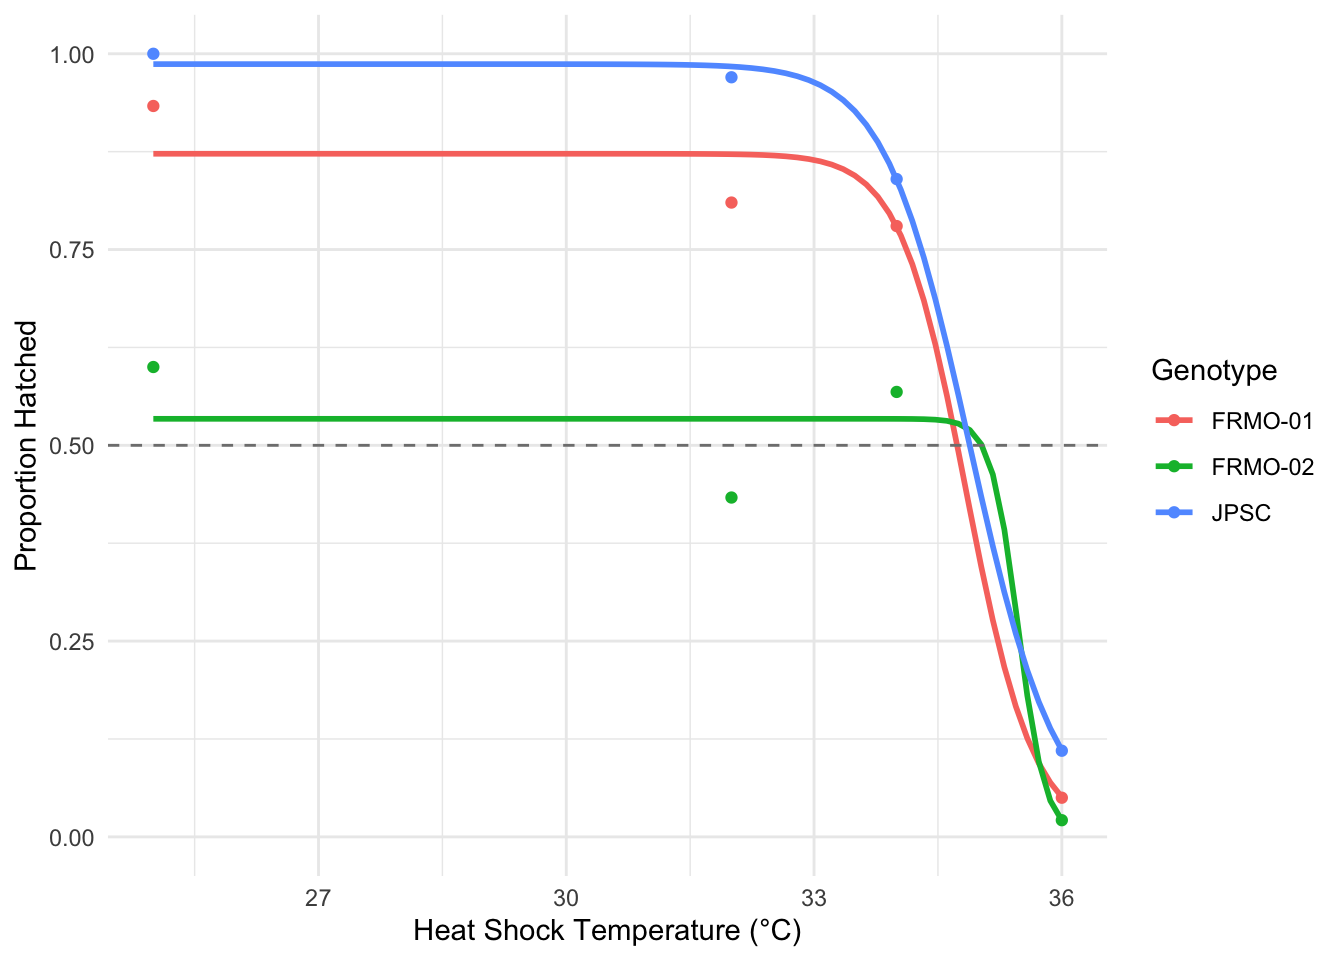 1.00
0.75
0.50
0.25
0.00
Proportion Hatched
27 30 33 36
Heat Shock Temperature (°C)
Genotype
FRMO-01
FRMO-02
JPSC